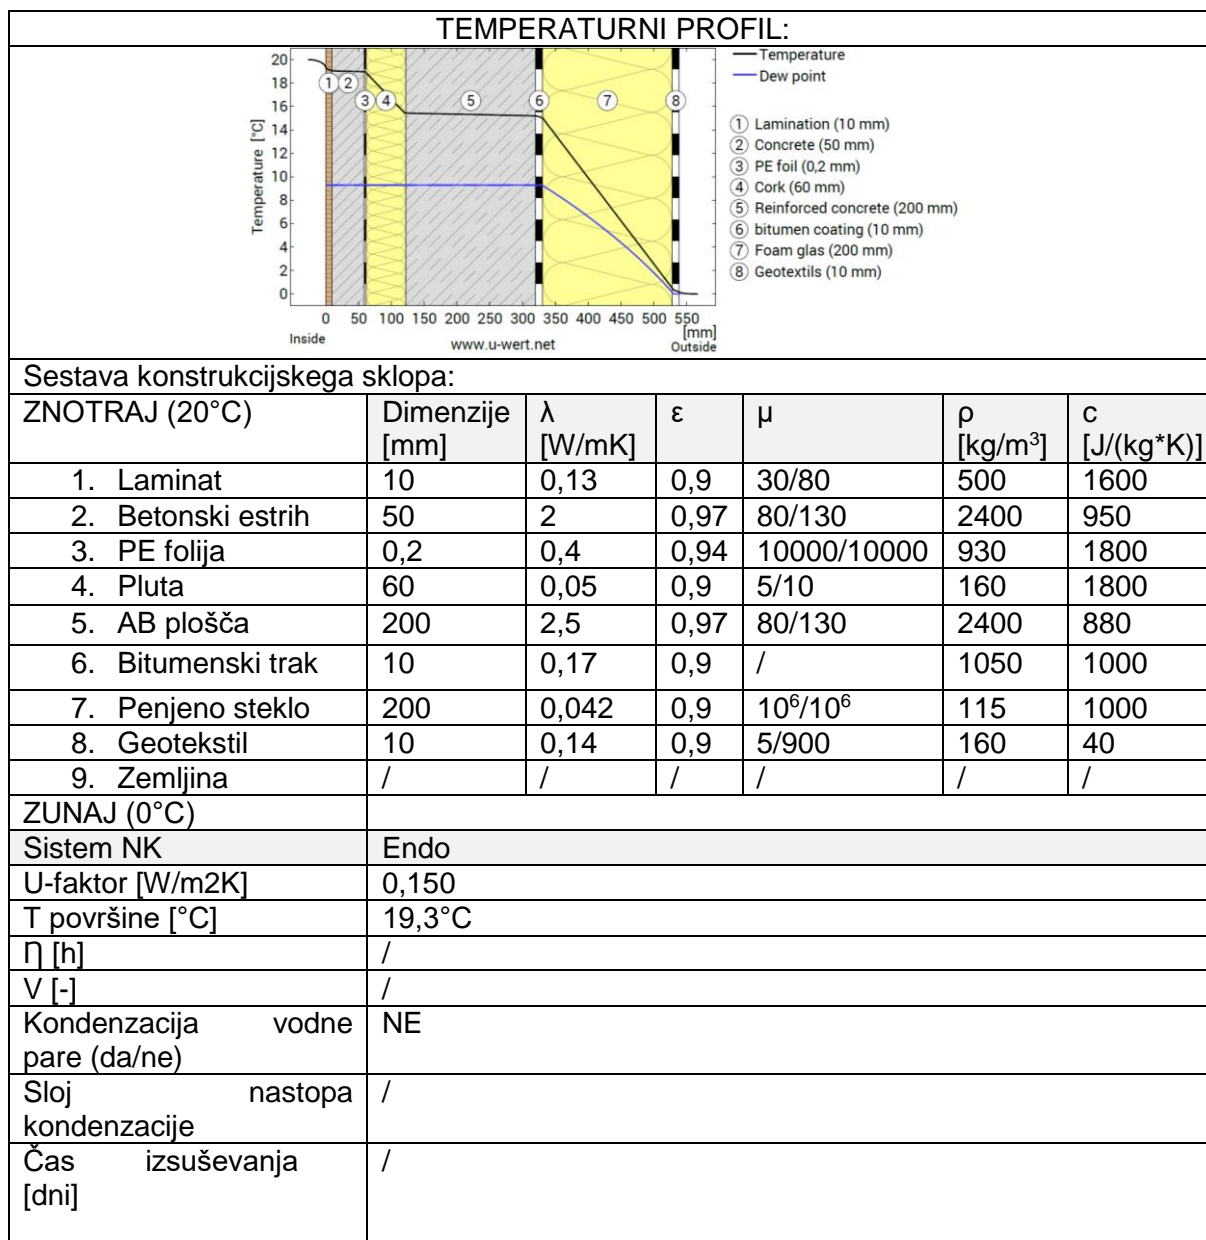 TEMPERATURNI PROFIL:
20
18
16
14
12
10
8
6
4
2
0
Temperature [°C]
1 2 3 4 5 6 7 8
0 50 100 150 200 250 300 350 400 450 500 550
[mm]
Inside
www.u-wert.net
Outside
Temperature
Dew point
1 Lamination (10 mm)
2 Concrete (50 mm)
3 PE foil (0,2 mm)
4 Cork (60 mm)
5 Reinforced concrete (200 mm)
6 bitumen coating (10 mm)
7 Foam glas (200 mm)
8 Geotextils (10 mm)
Sestava konstrukcijskega sklopa:
ZNOTRAJ (20°C) Dimenzije λ ε μ ρ c
[mm] [W/mK] [kg/m³] [J/(kg*K)]
1. Laminat 10 0,13 0,9 30/80 500 1600
2. Betonski estrih 50 2 0,97 80/130 2400 950
3. PE folija 0,2 0,4 0,94 10000/10000 930 1800
4. Pluta 60 0,05 0,9 5/10 160 1800
5. AB plošča 200 2,5 0,97 80/130 2400 880
6. Bitumenski trak 10 0,17 0,9 / 1050 1000
7. Penjeno steklo 200 0,042 0,9 10⁶/10⁶ 115 1000
8. Geotekstil 10 0,14 0,9 5/900 160 40
9. Zemljina / / / / / /
ZUNAJ (0°C)
Sistem NK Endo
U-faktor [W/m2K] 0,150
T površine [°C] 19,3°C
Ƞ [h] /
V [-] /
Kondenzacija vodne NE
pare (da/ne)
Sloj nastopa /
kondenzacije
Čas izsuševanja /
[dni]